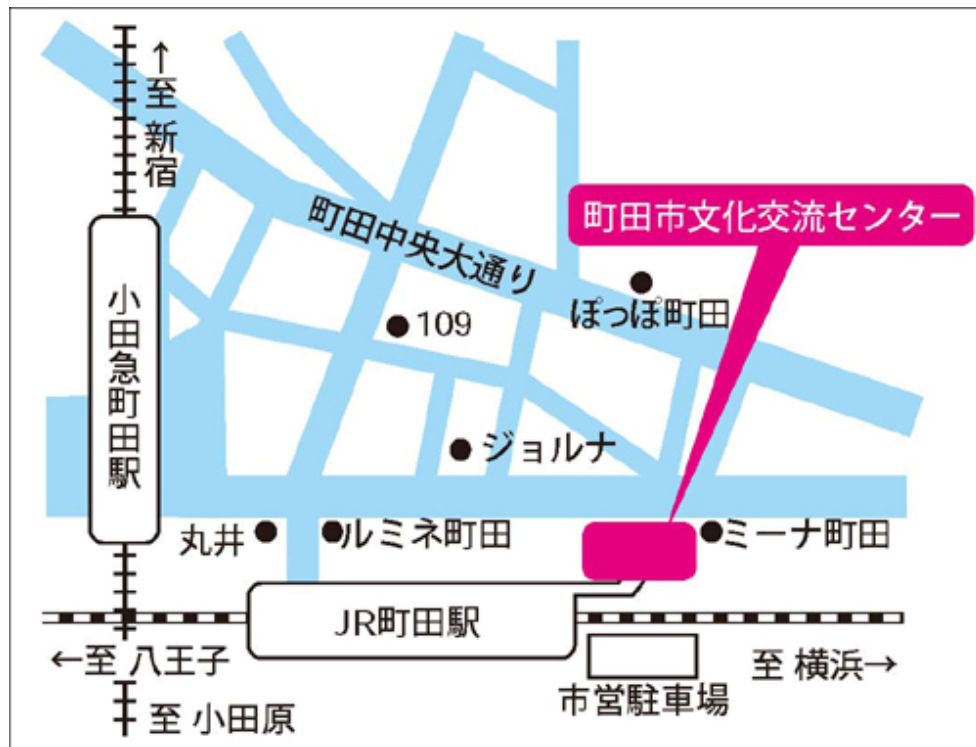 ↑至 新宿
町田市文化交流センター
町田中央大通り
ぽっぽ町田
小田急町田駅
109
ジョルナ
丸井
ルミネ町田
ミーナ町田
JR町田駅
←至 八王子
至 横浜→
市営駐車場
至 小田原